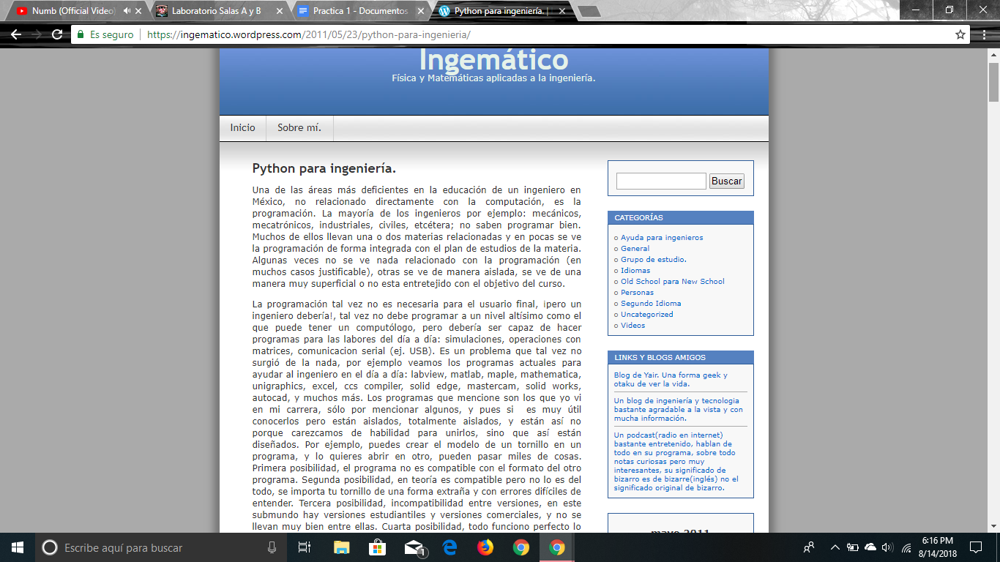 Numb (Official Video)
Laboratorio Salas A y B
Practica 1 - Documentos
Python para ingeniería. |
Es seguro
https://ingematico.wordpress.com/2011/05/23/python-para-ingenieria/
Ingemático
Física y Matemáticas aplicadas a la ingeniería.
Inicio
Sobre mí.
Python para ingeniería.
Una de las áreas más deficientes en la educación de un ingeniero en
México, no relacionado directamente con la computación, es la
programación. La mayoría de los ingenieros por ejemplo: mecánicos,
mecatrónicos, industriales, civiles, etcétera; no saben programar bien.
Muchos de ellos llevan una o dos materias relacionadas y en pocas se ve
la programación de forma integrada con el plan de estudios de la materia.
Algunas veces no se ve nada relacionado con la programación (en
muchos casos justificable), otras se ve de manera aislada, se ve de una
manera muy superficial o no esta entretejido con el objetivo del curso.
La programación tal vez no es necesaria para el usuario final, ¡pero un
ingeniero debería!, tal vez no debe programar a un nivel altísimo como el
que puede tener un computólogo, pero debería ser capaz de hacer
programas para las labores del día a día: simulaciones, operaciones con
matrices, comunicacion serial (ej. USB). Es un problema que tal vez no
surgió de la nada, por ejemplo veamos los programas actuales para
ayudar al ingeniero en el día a día: labview, matlab, maple, mathematica,
unigraphics, excel, ccs compiler, solid edge, mastercam, solid works,
autocad, y muchos más. Los programas que mencione son los que yo vi
en mi carrera, sólo por mencionar algunos, y pues si es muy útil
conocerlos pero están aislados, totalmente aislados, y están así no
porque carezcamos de habilidad para unirlos, sino que así están
diseñados. Por ejemplo, puedes crear el modelo de un tornillo en un
programa, y lo quieres abrir en otro, pueden pasar miles de cosas.
Primera posibilidad, el programa no es compatible con el formato del otro
programa. Segunda posibilidad, en teoría es compatible pero no lo es del
todo, se importa tu tornillo de una forma extraña y con errores difíciles de
entender. Tercera posibilidad, incompatibilidad entre versiones, en este
submundo hay versiones estudiantiles y versiones comerciales, y no se
llevan muy bien entre ellas. Cuarta posibilidad, todo funciono perfecto lo
Buscar
CATEGORÍAS
Ayuda para ingenieros
General
Grupo de estudio.
Idiomas
Old School para New School
Personas
Segundo Idioma
Uncategorized
Videos
LINKS Y BLOGS AMIGOS
Blog de Yair. Una forma geek y
otaku de ver la vida.
Un blog de ingeniería y tecnologia
bastante agradable a la vista y con
mucha información.
Un podcast(radio en internet)
bastante entretenido, hablan de
todo en su programa, sobre todo
notas curiosas pero muy
interesantes, su significado de
bizarro es de bizarre(inglés) no el
significado original de bizarro.
mayo 2011
Escribe aquí para buscar
1
6:16 PM
8/14/2018